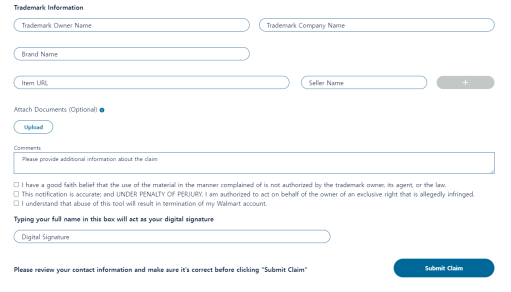 Trademark Information
Trademark Owner Name
Trademark Company Name
Brand Name
Item URL
Seller Name
+
Attach Documents (Optional)
Upload
Comments
Please provide additional information about the claim
I have a good faith belief that the use of the material in the manner complained of is not authorized by the trademark owner, its agent, or the law.
This notification is accurate; and UNDER PENALTY OF PERJURY, I am authorized to act on behalf of the owner of an exclusive right that is allegedly infringed.
I understand that abuse of this tool will result in termination of my Walmart account.
Typing your full name in this box will act as your digital signature
Digital Signature
Please review your contact information and make sure it's correct before clicking "Submit Claim"
Submit Claim